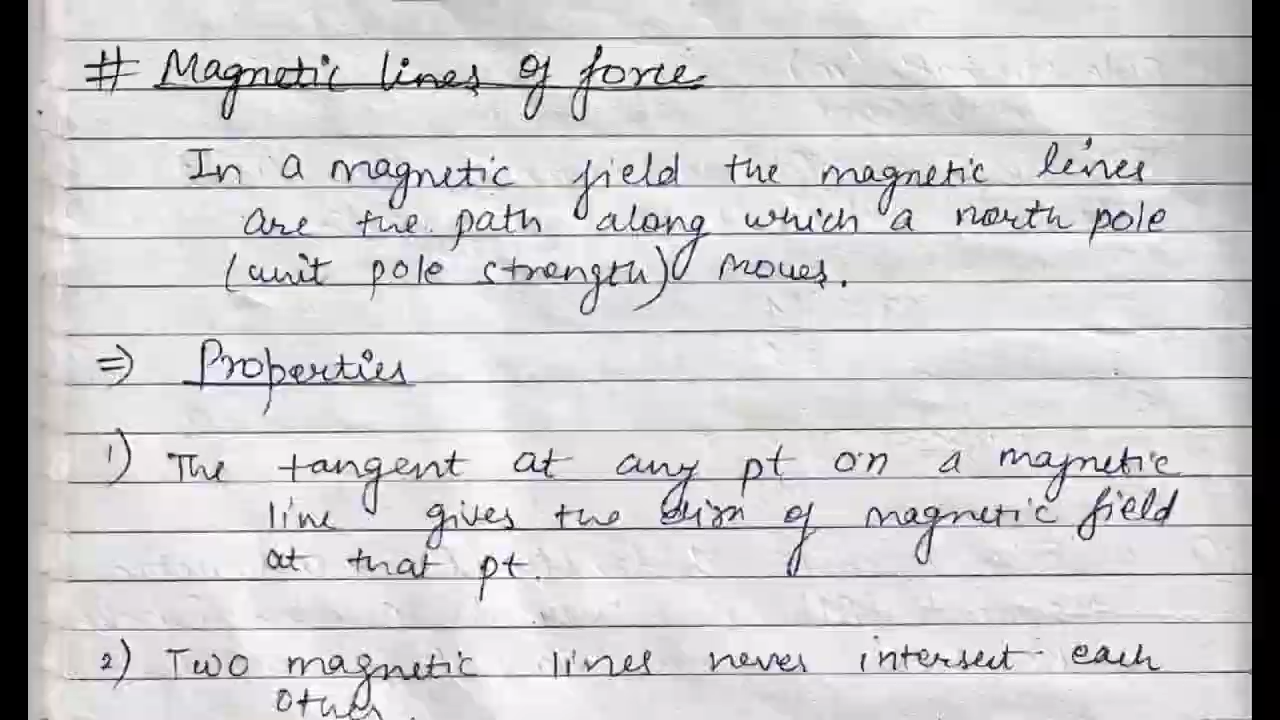 # Magnetic lines of force
In a magnetic field the magnetic lines
are the path along which a north pole
(unit pole strength) moves.
⇒ Properties
1) The tangent at any pt on a magnetic
line gives the dirn of magnetic field
at that pt.
2) Two magnetic lines never intersect each
other.